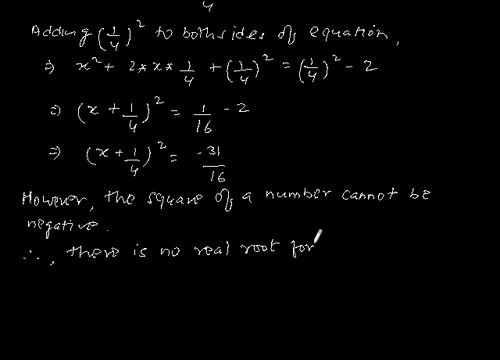 4
Adding (1/4)² to both sides of equation,
⇒ x² + 2*x*1/4 + (1/4)² = (1/4)² - 2
⇒ (x + 1/4)² = 1/16 - 2
⇒ (x + 1/4)² = -31/16
However, the square of a number cannot be
negative.
∴, there is no real root for